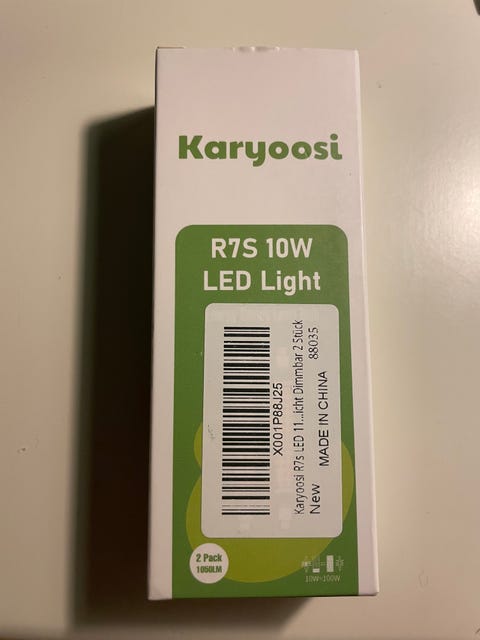 Karyoosi
R7S 10W
LED Light
X001P88J25
Karyoosi R7s LED 11...icht Dimmbar 2 Stück
New
88035
MADE IN CHINA
2 Pack
1050LM
10W=100W